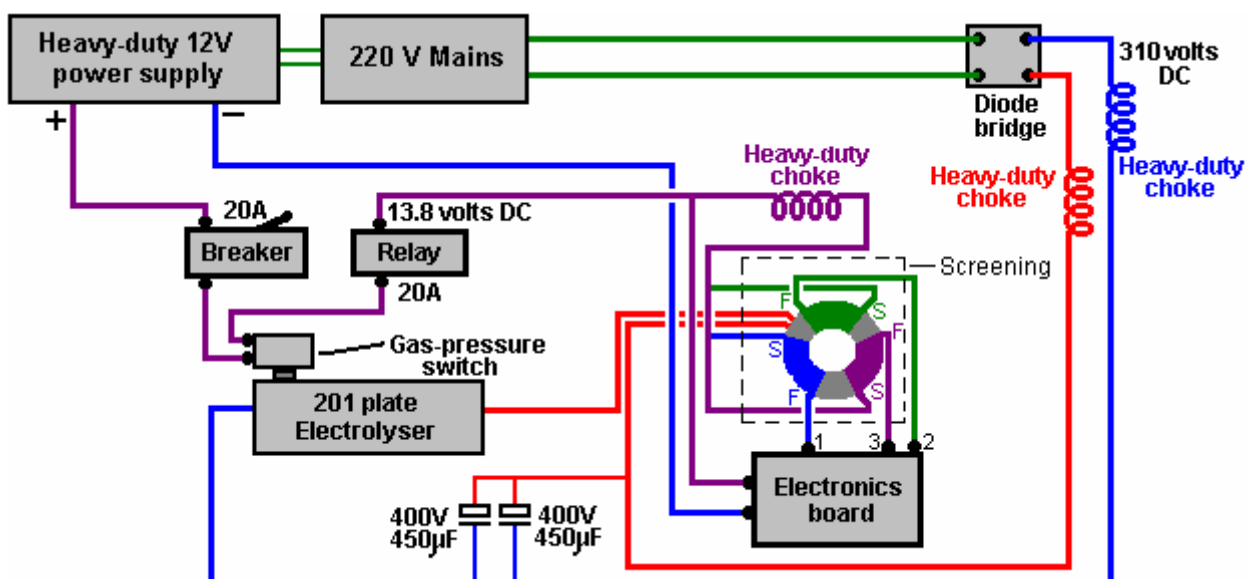 Heavy-duty 12V
power supply
220 V Mains
310 volts
DC
Diode
bridge
+
−
Heavy-duty
choke
Heavy-duty
choke
Heavy-duty
choke
20A
13.8 volts DC
Breaker
Relay
20A
Screening
F
S
F
S
S
F
Gas-pressure
switch
201 plate
Electrolyser
1
3
2
Electronics
board
400V
450µF
400V
450µF